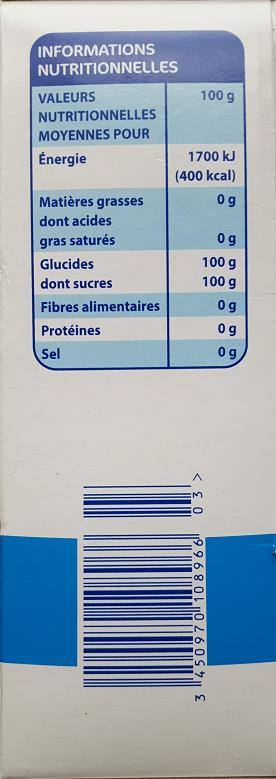 INFORMATIONS
NUTRITIONNELLES
VALEURS 100 g
NUTRITIONNELLES
MOYENNES POUR
Énergie 1700 kJ
(400 kcal)
Matières grasses 0 g
dont acides
gras saturés 0 g
Glucides 100 g
dont sucres 100 g
Fibres alimentaires 0 g
Protéines 0 g
Sel 0 g
03>
3 450970 108966